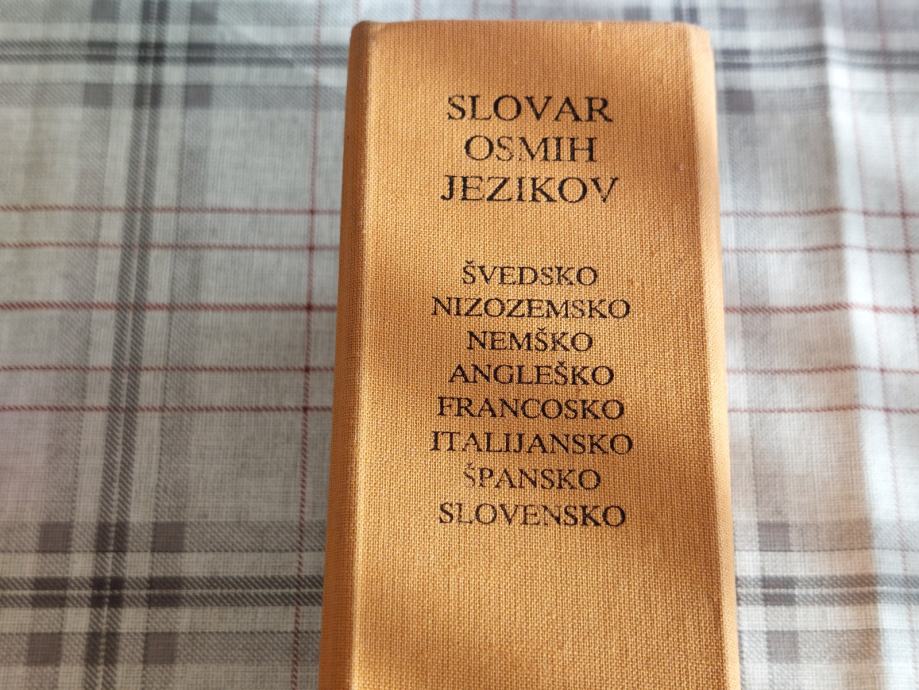 SLOVAR
OSMIH
JEZIKOV
ŠVEDSKO
NIZOZEMSKO
NEMŠKO
ANGLEŠKO
FRANCOSKO
ITALIJANSKO
ŠPANSKO
SLOVENSKO